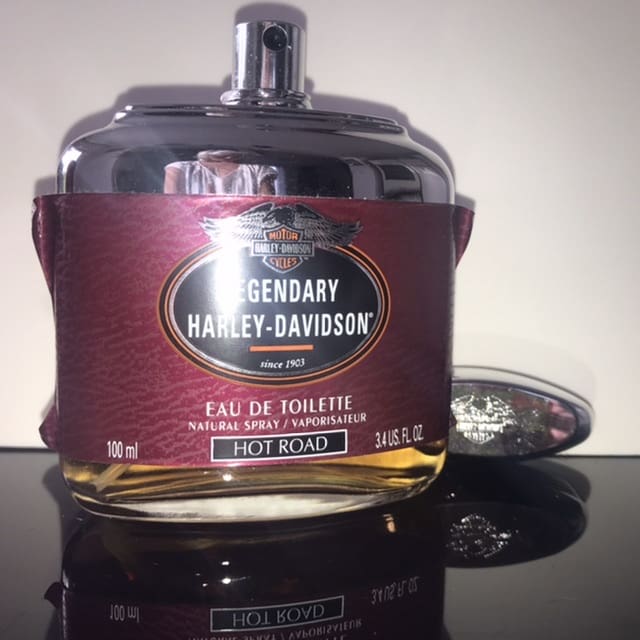 MOTOR
HARLEY-DAVIDSON
CYCLES
LEGENDARY
HARLEY-DAVIDSON®
since 1903
EAU DE TOILETTE
NATURAL SPRAY / VAPORISATEUR
100 ml
HOT ROAD
3.4 US. FL. OZ.